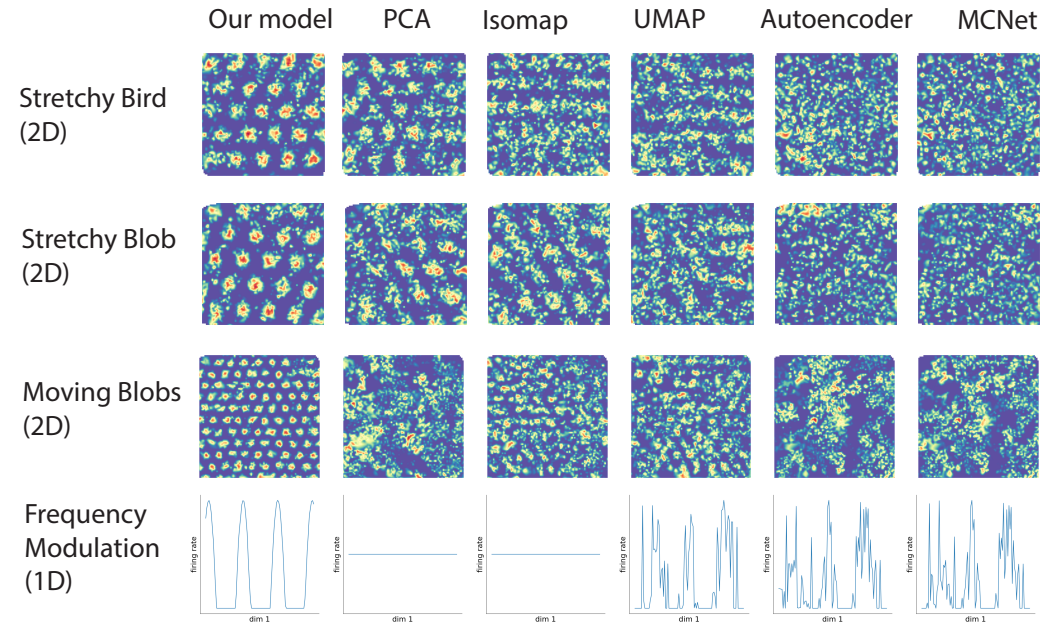 Our model PCA Isomap UMAP Autoencoder MCNet
Stretchy Bird
(2D)
Stretchy Blob
(2D)
Moving Blobs
(2D)
Frequency
Modulation
(1D)
firing rate firing rate firing rate firing rate firing rate firing rate
dim 1 dim 1 dim 1 dim 1 dim 1 dim 1